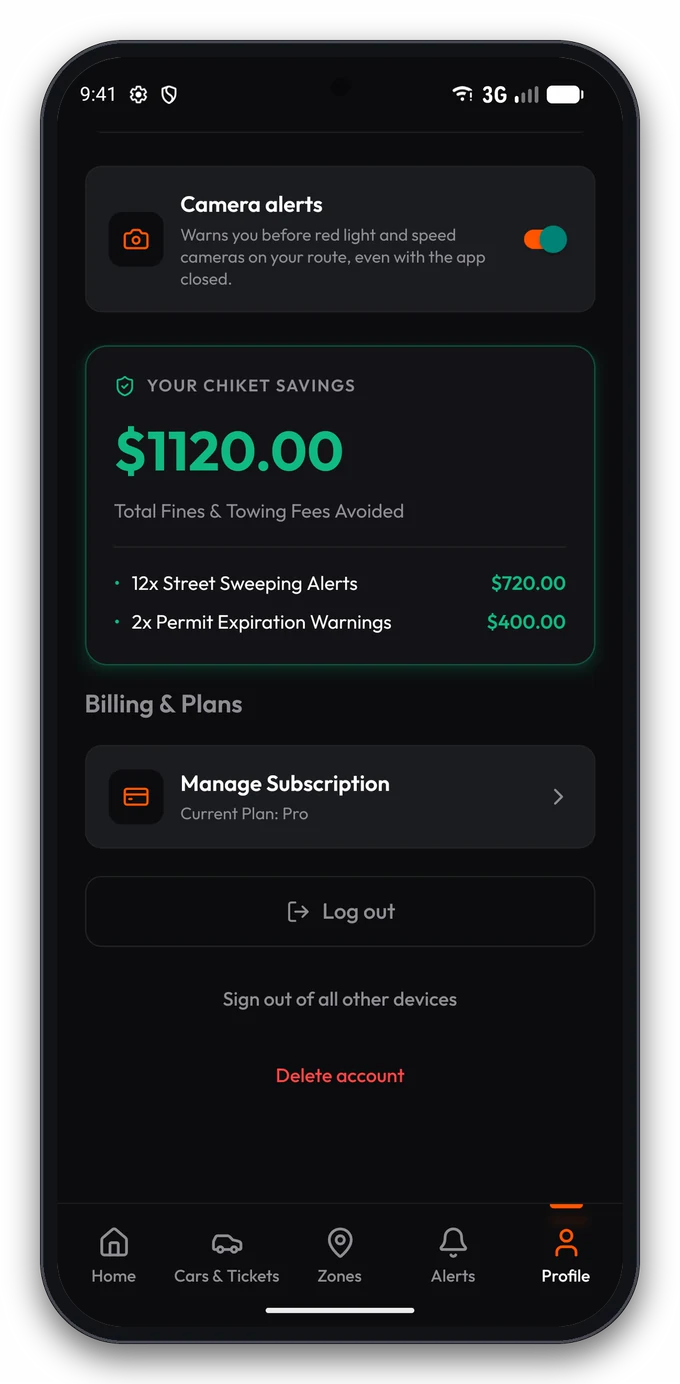 9:41
3G
Camera alerts
Warns you before red light and speed
cameras on your route, even with the app
closed.
YOUR CHIKET SAVINGS
$1120.00
Total Fines & Towing Fees Avoided
• 12x Street Sweeping Alerts $720.00
• 2x Permit Expiration Warnings $400.00
Billing & Plans
Manage Subscription
Current Plan: Pro
Log out
Sign out of all other devices
Delete account
Home Cars & Tickets Zones Alerts Profile